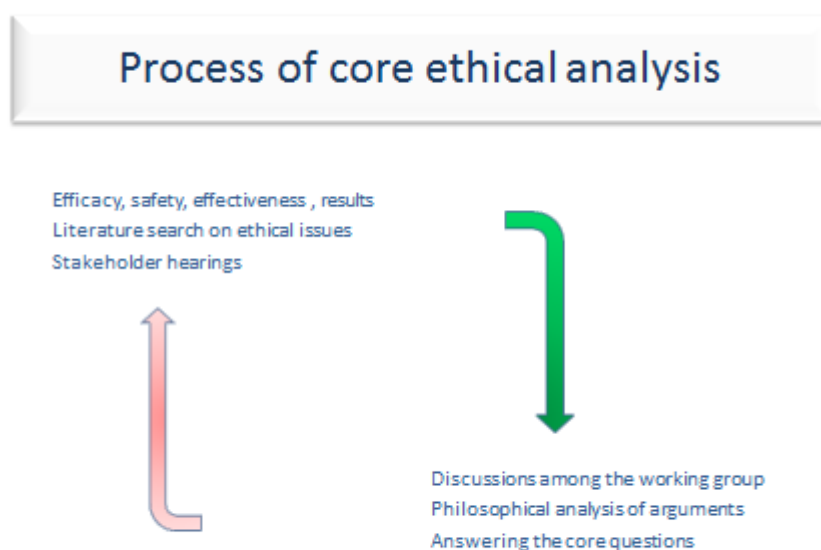 Process of core ethical analysis
Efficacy, safety, effectiveness , results
Literature search on ethical issues
Stakeholder hearings
Discussions among the working group
Philosophical analysis of arguments
Answering the core questions